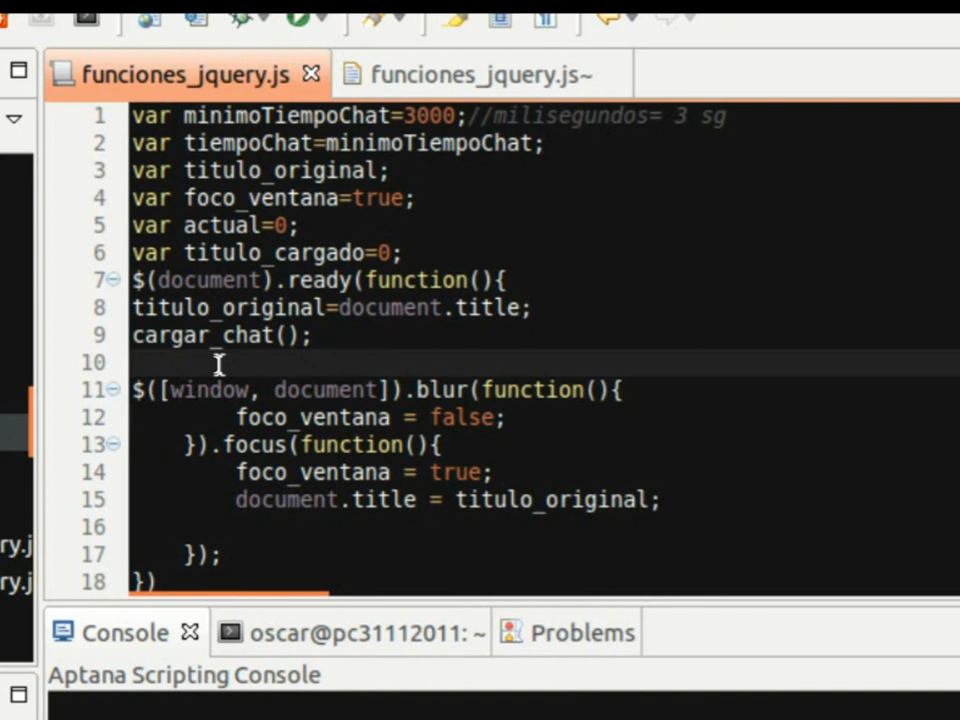 funciones_jquery.js
funciones_jquery.js~
1 var minimoTiempoChat=3000;//milisegundos= 3 sg
2 var tiempoChat=minimoTiempoChat;
3 var titulo_original;
4 var foco_ventana=true;
5 var actual=0;
6 var titulo_cargado=0;
7 $(document).ready(function(){
8 titulo_original=document.title;
9 cargar_chat();
10
11 $([window, document]).blur(function(){
12 foco_ventana = false;
13 }).focus(function(){
14 foco_ventana = true;
15 document.title = titulo_original;
16
17 });
18 })
ry.j
ry.j
Console
oscar@pc31112011: ~
Problems
Aptana Scripting Console